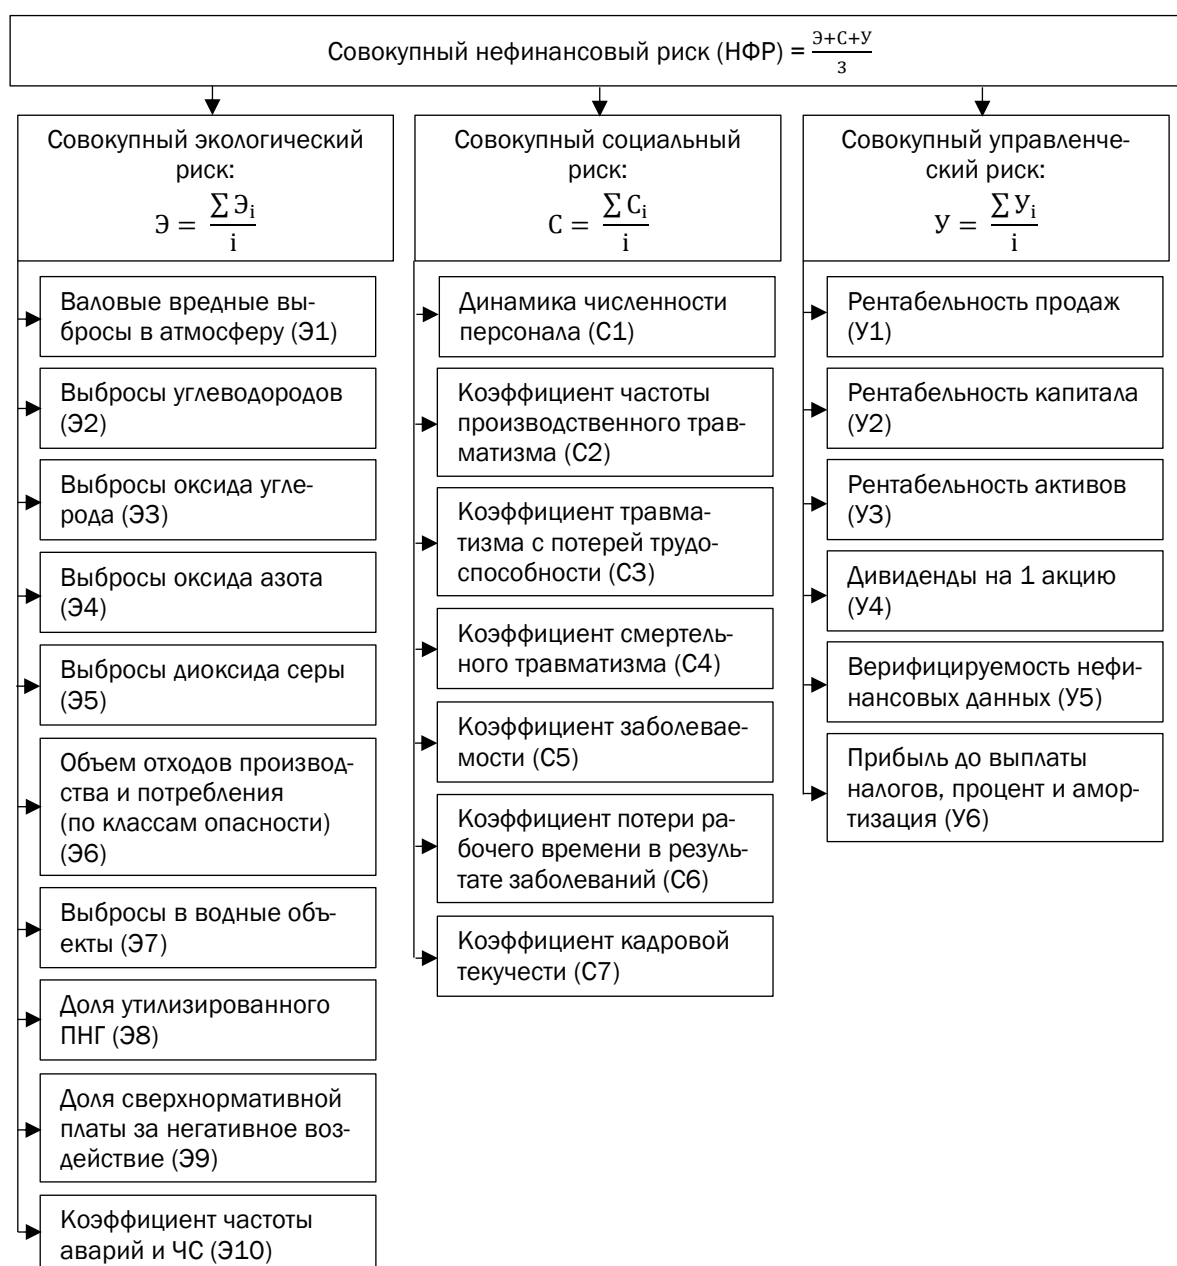 Совокупный нефинансовый риск (НФР) = Э+С+У / 3
Совокупный экологический
риск:
Э = ∑ Эi / i
Валовые вредные вы-
бросы в атмосферу (Э1)
Выбросы углеводородов
(Э2)
Выбросы оксида угле-
рода (Э3)
Выбросы оксида азота
(Э4)
Выбросы диоксида серы
(Э5)
Объем отходов производ-
ства и потребления
(по классам опасности)
(Э6)
Выбросы в водные объ-
екты (Э7)
Доля утилизированного
ПНГ (Э8)
Доля сверхнормативной
платы за негативное воз-
действие (Э9)
Коэффициент частоты
аварий и ЧС (Э10)
Совокупный социальный
риск:
С = ∑ Сi / i
Динамика численности
персонала (С1)
Коэффициент частоты
производственного трав-
матизма (С2)
Коэффициент травма-
тизма с потерей трудо-
способности (С3)
Коэффициент смертель-
ного травматизма (С4)
Коэффициент заболевае-
мости (С5)
Коэффициент потери ра-
бочего времени в резуль-
тате заболеваний (С6)
Коэффициент кадровой
текучести (С7)
Совокупный управленче-
ский риск:
У = ∑ Уi / i
Рентабельность продаж
(У1)
Рентабельность капитала
(У2)
Рентабельность активов
(У3)
Дивиденды на 1 акцию
(У4)
Верифицируемость нефи-
нансовых данных (У5)
Прибыль до выплаты
налогов, процент и амор-
тизация (У6)